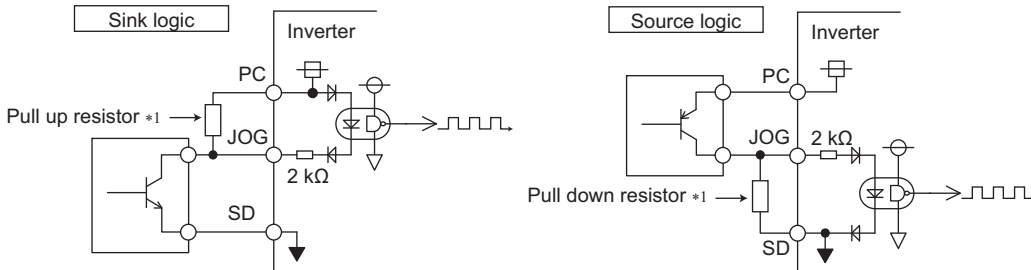 Sink logic
Inverter
PC
Pull up resistor *1
JOG
2 kΩ
SD
Source logic
Inverter
PC
JOG
2 kΩ
Pull down resistor *1
SD